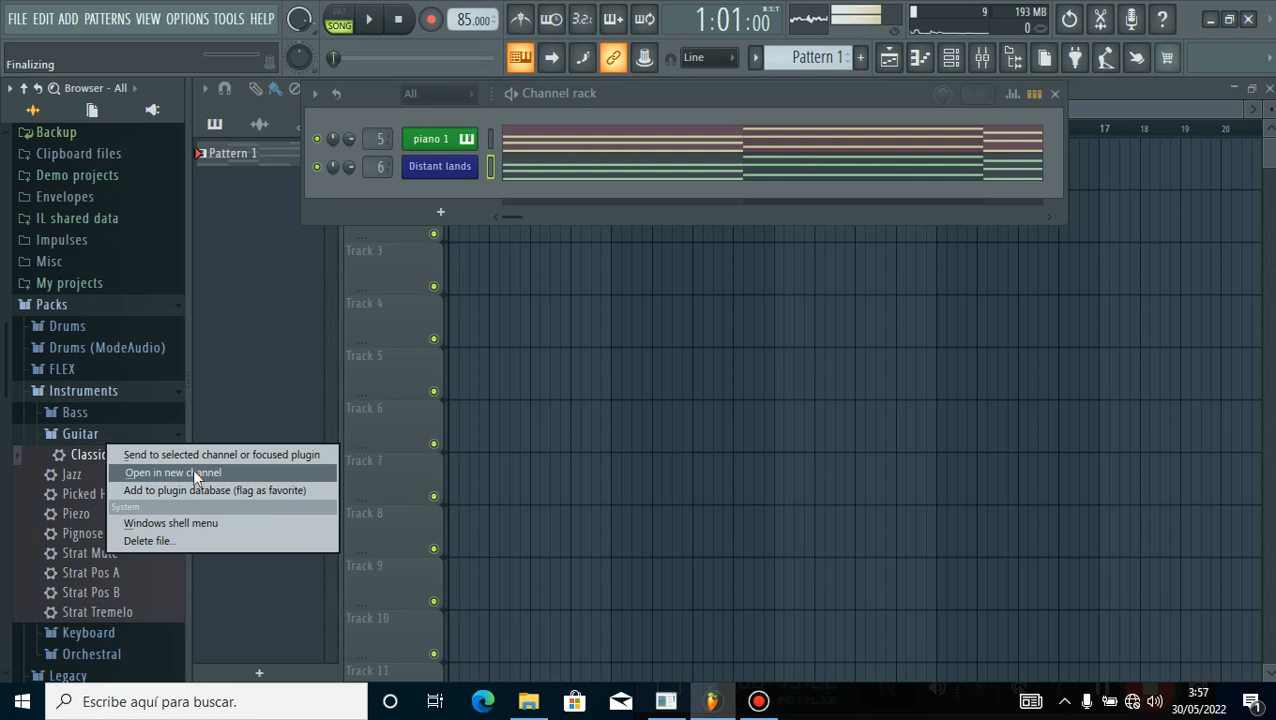 FILE EDIT ADD PATTERNS VIEW OPTIONS TOOLS HELP
PAT
SONG
85.000
3.2
1:01:00
B:S:T
9
193 MB
0
Finalizing
Line
Pattern 1
Browser - All
Backup
Clipboard files
Demo projects
Envelopes
IL shared data
Impulses
Misc
My projects
Packs
Drums
Drums (ModeAudio)
FLEX
Instruments
Bass
Guitar
Classic
Jazz
Picked
Piezo
Pignose
Strat Mute
Strat Pos A
Strat Pos B
Strat Tremelo
Keyboard
Orchestral
Legacy
Send to selected channel or focused plugin
Open in new channel
Add to plugin database (flag as favorite)
System
Windows shell menu
Delete file...
Pattern 1
All
Channel rack
5
piano 1
6
Distant lands
17
18
19
20
Track 3
Track 4
Track 5
Track 6
Track 7
Track 8
Track 9
Track 10
Track 11
Escribe aquí para buscar.
3:57
30/05/2022
1